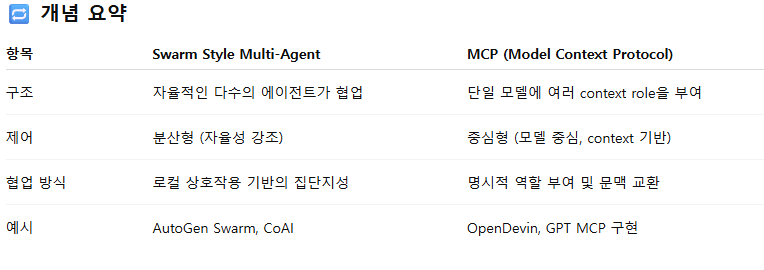 🔁 개념 요약
항목 Swarm Style Multi-Agent MCP (Model Context Protocol)
구조 자율적인 다수의 에이전트가 협업 단일 모델에 여러 context role을 부여
제어 분산형 (자율성 강조) 중심형 (모델 중심, context 기반)
협업 방식 로컬 상호작용 기반의 집단지성 명시적 역할 부여 및 문맥 교환
예시 AutoGen Swarm, CoAI OpenDevin, GPT MCP 구현